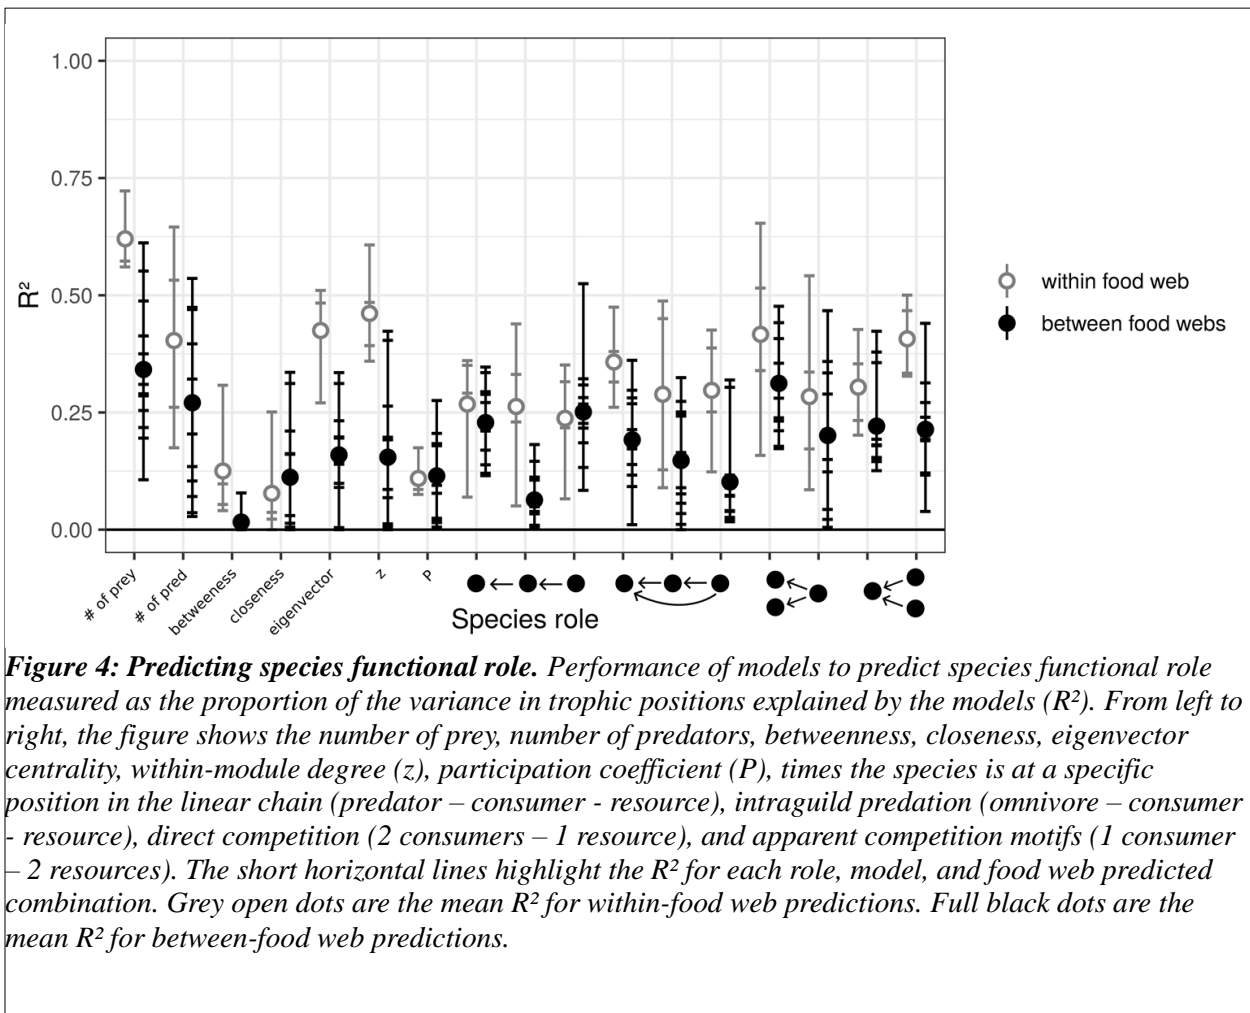 1.00
0.75
0.50
0.25
0.00
R²
within food web
between food webs
# of prey
# of pred
betweeness
closeness
eigenvector
z
P
Species role
Figure 4: Predicting species functional role. Performance of models to predict species functional role
measured as the proportion of the variance in trophic positions explained by the models (R²). From left to
right, the figure shows the number of prey, number of predators, betweenness, closeness, eigenvector
centrality, within-module degree (z), participation coefficient (P), times the species is at a specific
position in the linear chain (predator – consumer - resource), intraguild predation (omnivore – consumer
- resource), direct competition (2 consumers – 1 resource), and apparent competition motifs (1 consumer
– 2 resources). The short horizontal lines highlight the R² for each role, model, and food web predicted
combination. Grey open dots are the mean R² for within-food web predictions. Full black dots are the
mean R² for between-food web predictions.